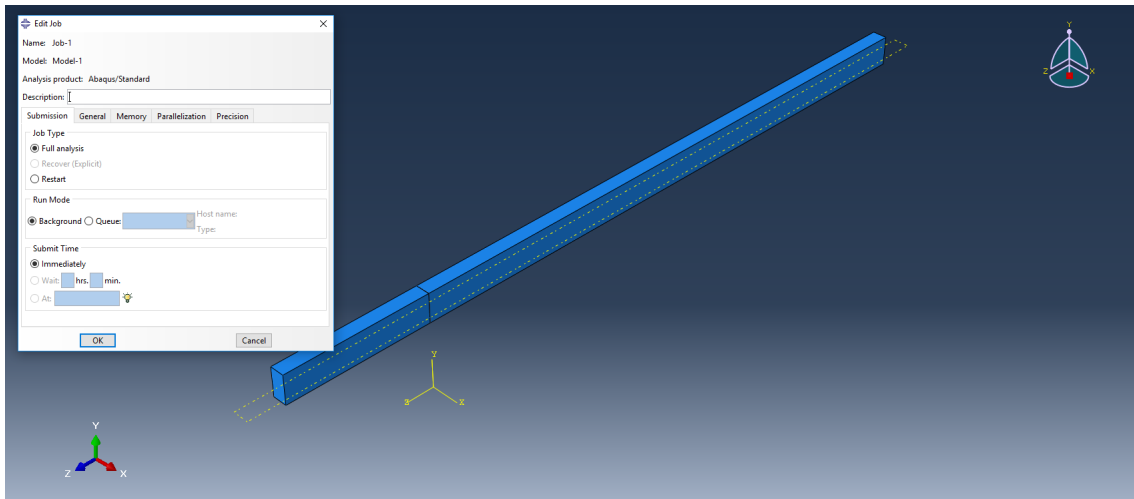 Edit Job
Name: Job-1
Model: Model-1
Analysis product: Abaqus/Standard
Description:
Submission General Memory Parallelization Precision
Job Type
Full analysis
Recover (Explicit)
Restart
Run Mode
Background Queue: Host name:
Type:
Submit Time
Immediately
Wait: hrs. min.
At:
OK Cancel
Y
Z X
Y
Z X
Y
Z X